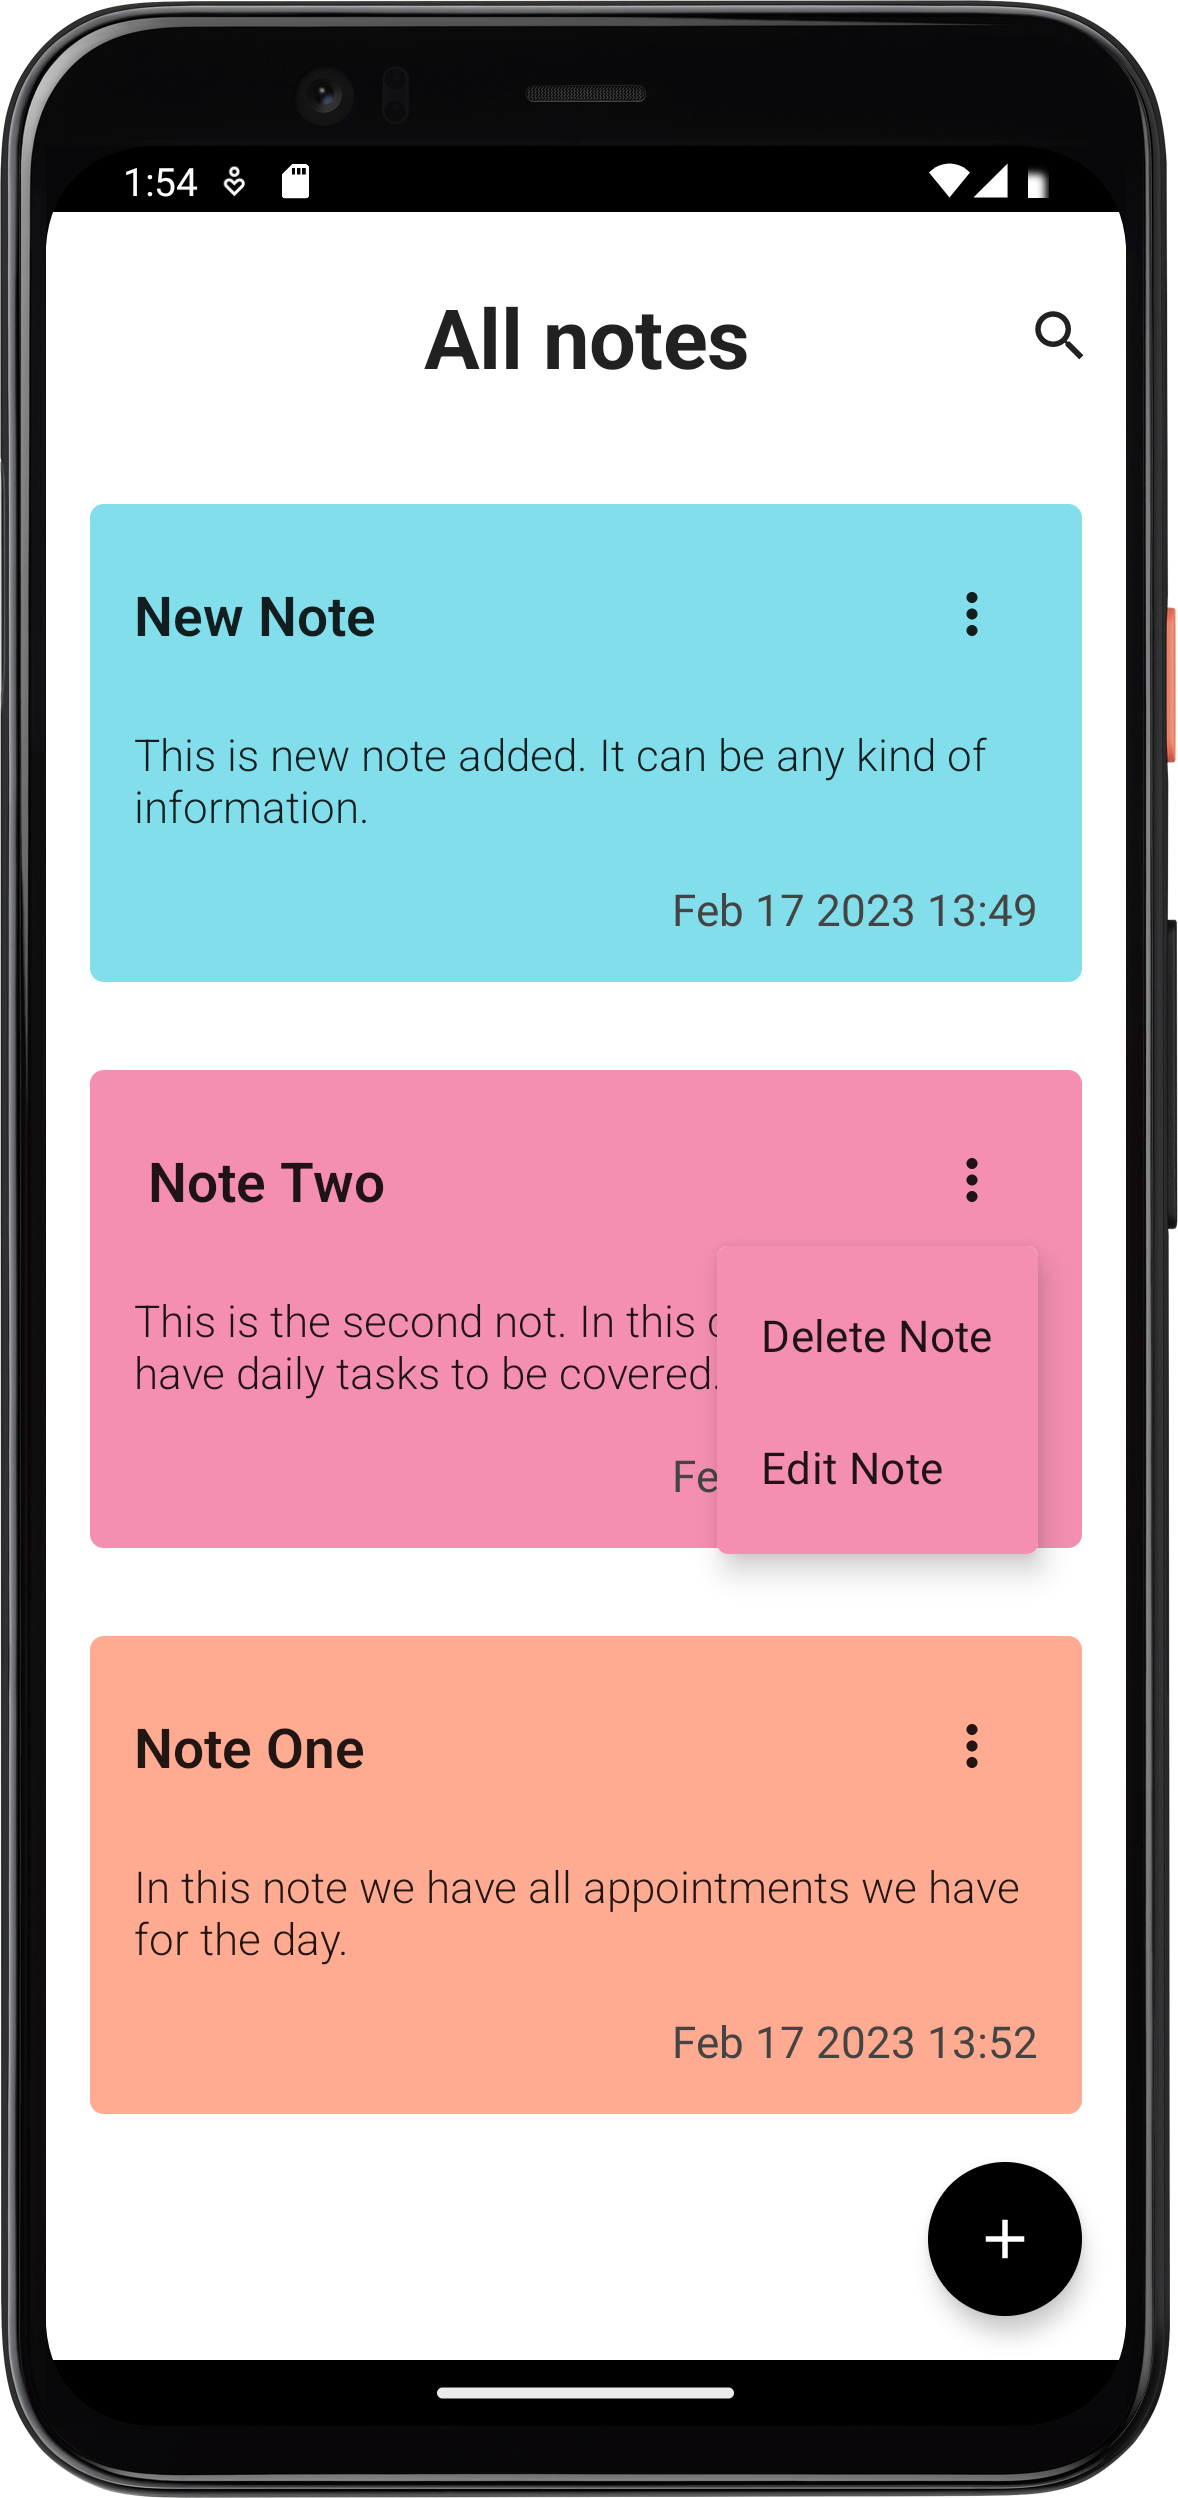 1:54
All notes
New Note
This is new note added. It can be any kind of
information.
Feb 17 2023 13:49
Note Two
This is the second not. In this
have daily tasks to be covered.
Delete Note
Edit Note
Note One
In this note we have all appointments we have
for the day.
Feb 17 2023 13:52